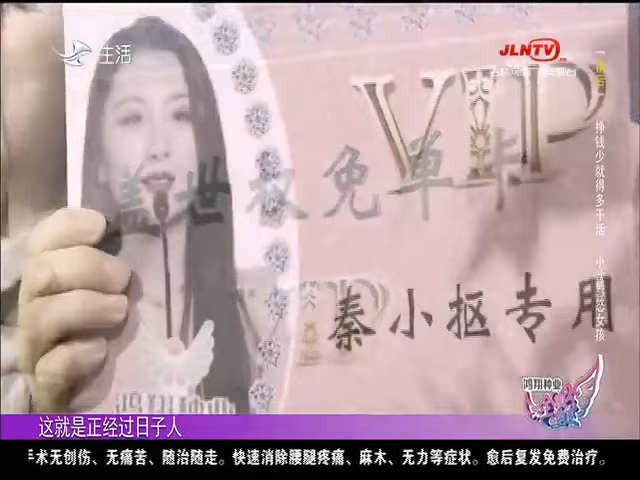 生活
JLNTV
VIP
盖世权免单卡
秦小抠专用
挣钱少就得多干活
鸿翔种业
这就是正经过日子人
手术无创伤、无痛苦、随治随走。快速消除腰腿疼痛、麻木、无力等症状。愈后复发免费治疗。